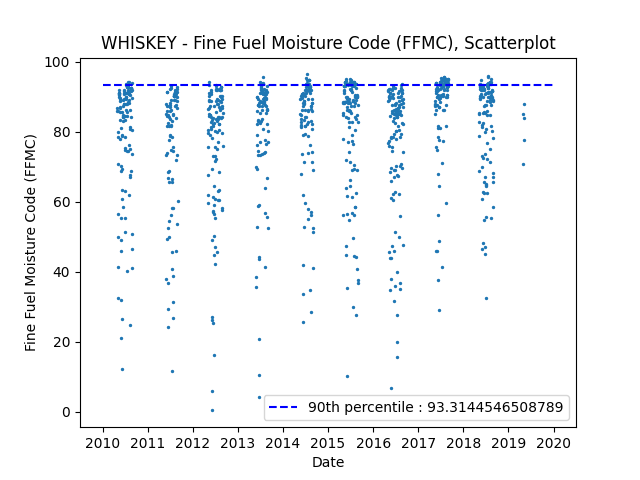 WHISKEY - Fine Fuel Moisture Code (FFMC), Scatterplot
100
80
60
40
20
0
Fine Fuel Moisture Code (FFMC)
90th percentile : 93.3144546508789
2010 2011 2012 2013 2014 2015 2016 2017 2018 2019 2020
Date